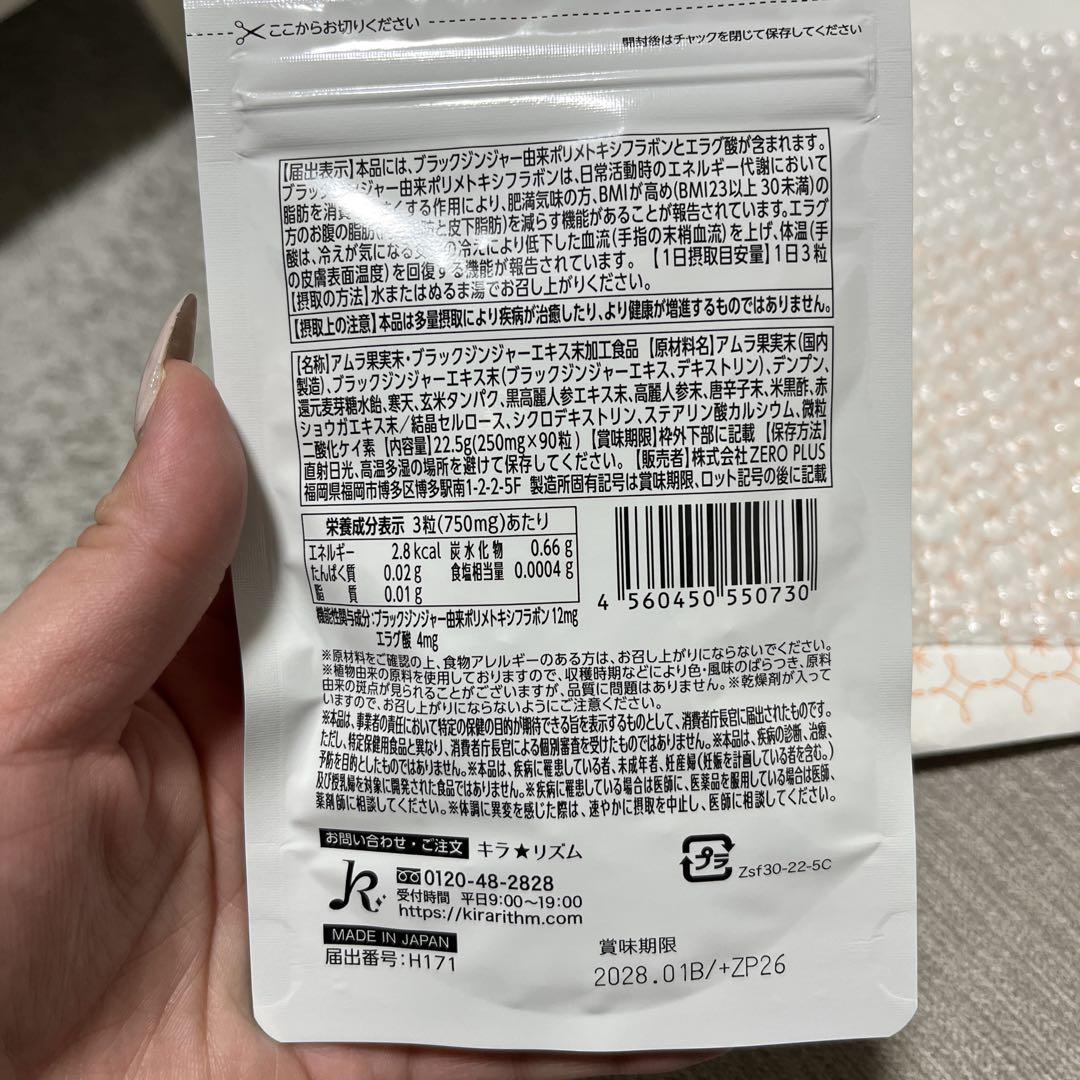 ここからお切りください
開封後はチャックを閉じて保存してください
【届出表示】本品には、ブラックジンジャー由来ポリメトキシフラボンとエラグ酸が含まれます。
ブラックジンジャー由来ポリメトキシフラボンは、日常活動時のエネルギー代謝において
脂肪を消費しやすくする作用により、肥満気味の方、BMIが高め(BMI23以上30未満)の
方のお腹の脂肪(内臓脂肪と皮下脂肪)を減らす機能があることが報告されています。エラグ
酸は、冷えが気になる女性の冷えにより低下した血流(手指の末梢血流)を上げ、体温(手
の皮膚表面温度)を回復する機能が報告されています。【1日摂取目安量】1日3粒
【摂取の方法】水またはぬるま湯でお召し上がりください。
【摂取上の注意】本品は多量摂取により疾病が治癒したり、より健康が増進するものではありません。
【名称】アムラ果実末・ブラックジンジャーエキス末加工食品 【原材料名】アムラ果実末(国内
製造)、ブラックジンジャーエキス末(ブラックジンジャーエキス、デキストリン)、デンプン、
還元麦芽糖水飴、寒天、玄米タンパク、黒高麗人参エキス末、高麗人参末、唐辛子末、米黒酢、赤
ショウガエキス末/結晶セルロース、シクロデキストリン、ステアリン酸カルシウム、微粒
二酸化ケイ素 【内容量】22.5g(250mg×90粒) 【賞味期限】枠外下部に記載 【保存方法】
直射日光、高温多湿の場所を避けて保存してください。【販売者】株式会社ZERO PLUS
福岡県福岡市博多区博多駅南1-2-2-5F 製造所固有記号は賞味期限、ロット記号の後に記載
栄養成分表示 3粒(750mg)あたり
エネルギー 2.8kcal 炭水化物 0.66g
たんぱく質 0.02g 食塩相当量 0.0004g
脂質 0.01g
機能性関与成分:ブラックジンジャー由来ポリメトキシフラボン 12mg
エラグ酸 4mg
4 560450 550730
※原材料をご確認の上、食物アレルギーのある方は、お召し上がりにならないでください。
※植物由来の原料を使用しておりますので、収穫時期などにより色・風味のばらつき、原料
由来の斑点が見られることがございますが、品質に問題はありません。※乾燥剤が入って
いますので、お召し上がりにならないようにご注意ください。
※本品は、事業者の責任において特定の保健の目的が期待できる旨を表示するものとして、消費者庁長官に届出されたものです。
ただし、特定保健用食品と異なり、消費者庁長官による個別審査を受けたものではありません。※本品は、疾病の診断、治療、
予防を目的としたものではありません。※本品は、疾病に罹患している者、未成年者、妊産婦(妊娠を計画している者を含む。)
及び授乳婦を対象に開発された食品ではありません。※疾病に罹患している場合は医師に、医薬品を服用している場合は医師、
薬剤師に相談してください。※体調に異変を感じた際は、速やかに摂取を中止し、医師に相談してください。
お問い合わせ・ご注文 キラ★リズム
0120-48-2828
受付時間 平日9:00〜19:00
https://kirarithm.com
プラ
Zsf30-22-5C
MADE IN JAPAN
届出番号:H171
賞味期限
2028.01B/+ZP26